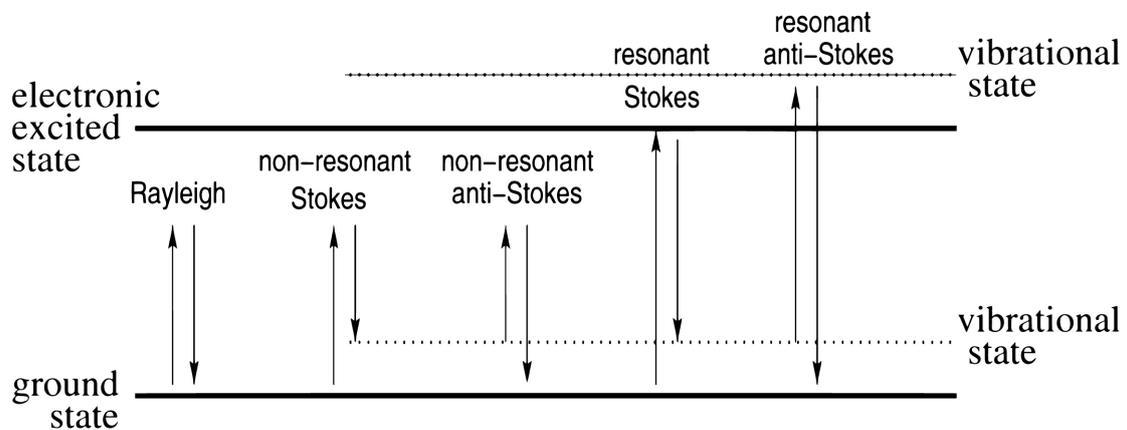 resonant
anti–Stokes
resonant
Stokes
vibrational
state
electronic
excited
state
non–resonant
Stokes
non–resonant
anti–Stokes
Rayleigh
vibrational
state
ground
state